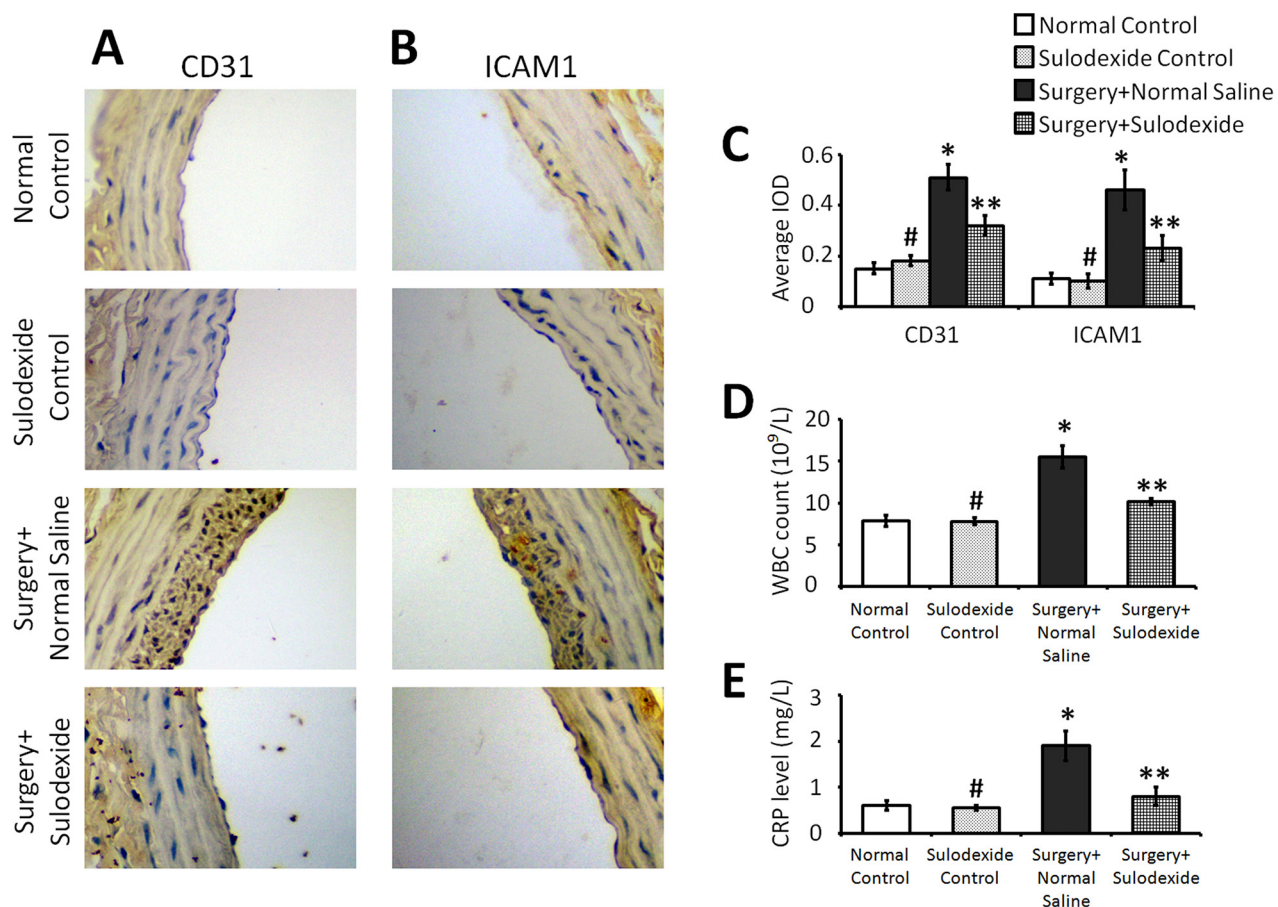 A
CD31
B
ICAM1
Normal
Control
Sulodexide
Control
Surgery+
Normal Saline
Surgery+
Sulodexide
Normal Control
Sulodexide Control
Surgery+Normal Saline
Surgery+Sulodexide
C
Average IOD
0.6
0.4
0.2
0
#
*
**
#
*
**
CD31
ICAM1
D
WBC count (10⁹/L)
20
15
10
5
0
#
*
**
Normal
Control
Sulodexide
Control
Surgery+
Normal
Saline
Surgery+
Sulodexide
E
CRP level (mg/L)
3
2
1
0
#
*
**
Normal
Control
Sulodexide
Control
Surgery+
Normal
Saline
Surgery+
Sulodexide